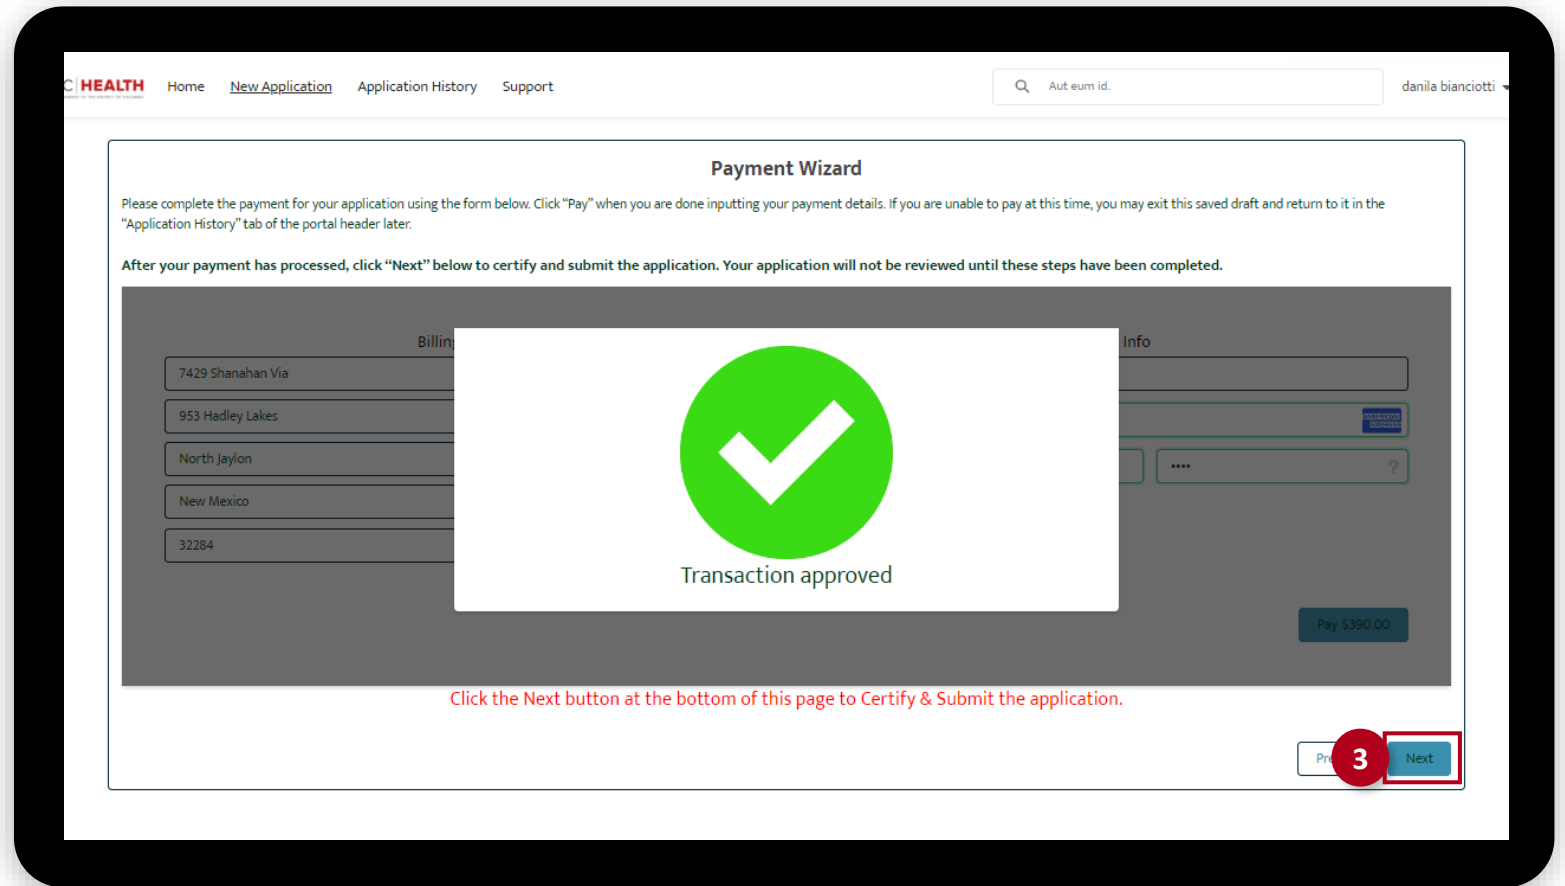 C HEALTH
Home New Application Application History Support
Aut eum id.
danila bianciotti
Payment Wizard
Please complete the payment for your application using the form below. Click “Pay” when you are done inputting your payment details. If you are unable to pay at this time, you may exit this saved draft and return to it in the
“Application History” tab of the portal header later.
After your payment has processed, click “Next” below to certify and submit the application. Your application will not be reviewed until these steps have been completed.
Billin
Info
7429 Shanahan Via
953 Hadley Lakes
AMERICAN
EXPRESS
North Jaylon
•••• ?
New Mexico
32284
Transaction approved
Pay $390.00
Click the Next button at the bottom of this page to Certify & Submit the application.
Pre
3
Next